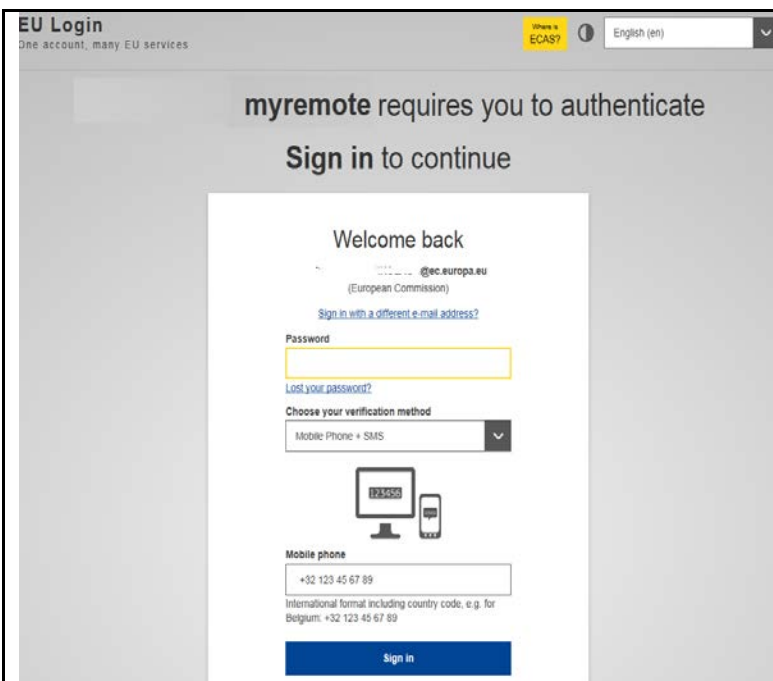 EU Login
One account, many EU services
Where is
ECAS?
English (en)
myremote requires you to authenticate
Sign in to continue
Welcome back
@ec.europa.eu
(European Commission)
Sign in with a different e-mail address?
Password
Lost your password?
Choose your verification method
Mobile Phone + SMS
123456
Mobile phone
+32 123 45 67 89
International format including country code, e.g. for
Belgium: +32 123 45 67 89
Sign in